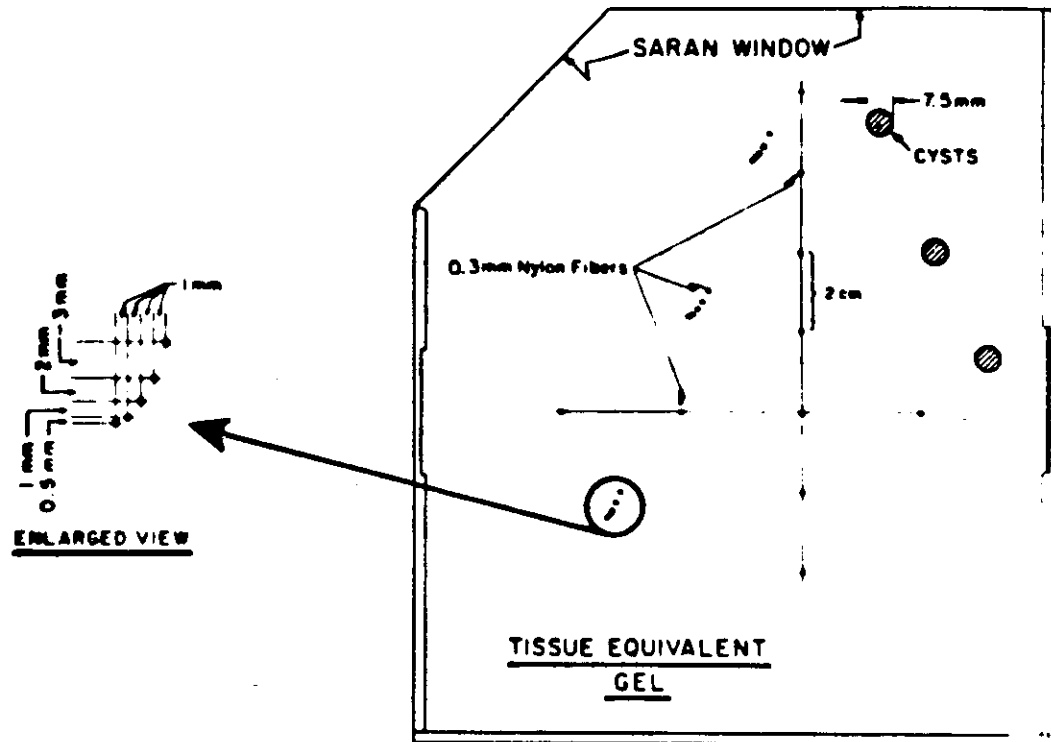 SARAN WINDOW
7.5mm
CYSTS
0.3mm Nylon Fibers
2 cm
1mm
3mm
2mm
1mm
0.5mm
ENLARGED VIEW
TISSUE EQUIVALENT
GEL